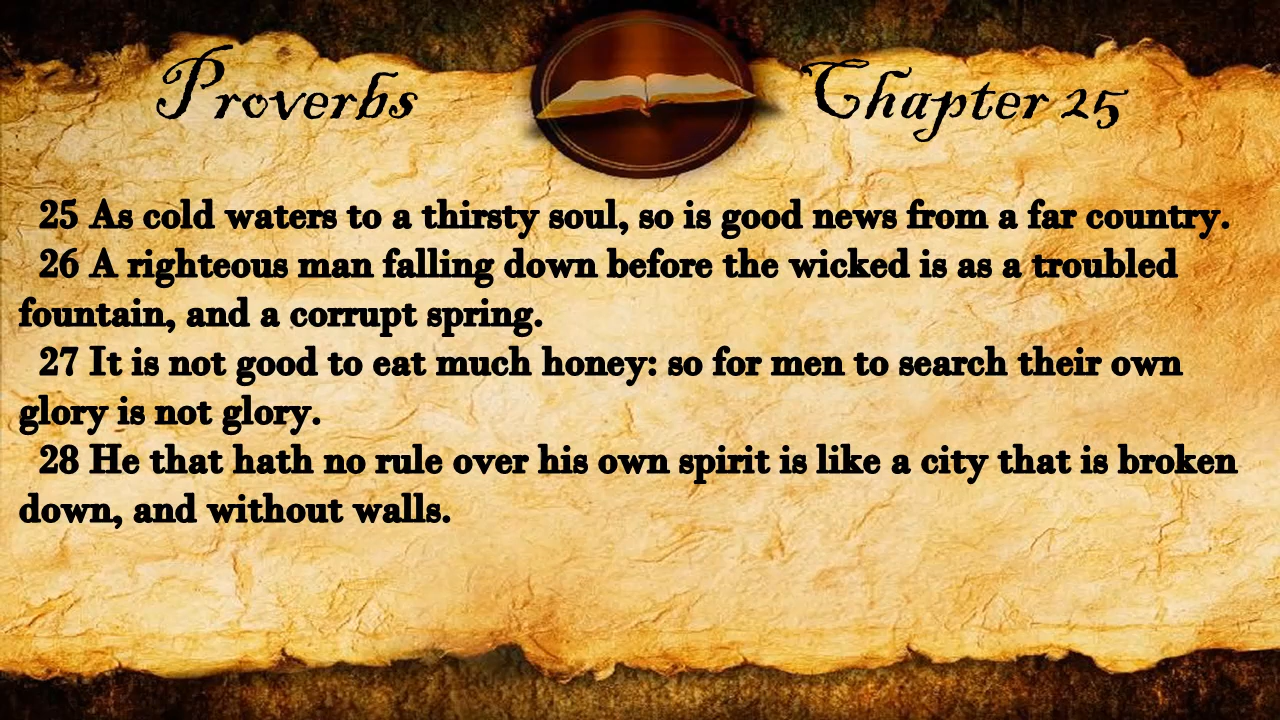 Proverbs Chapter 25
25 As cold waters to a thirsty soul, so is good news from a far country.
26 A righteous man falling down before the wicked is as a troubled
fountain, and a corrupt spring.
27 It is not good to eat much honey: so for men to search their own
glory is not glory.
28 He that hath no rule over his own spirit is like a city that is broken
down, and without walls.